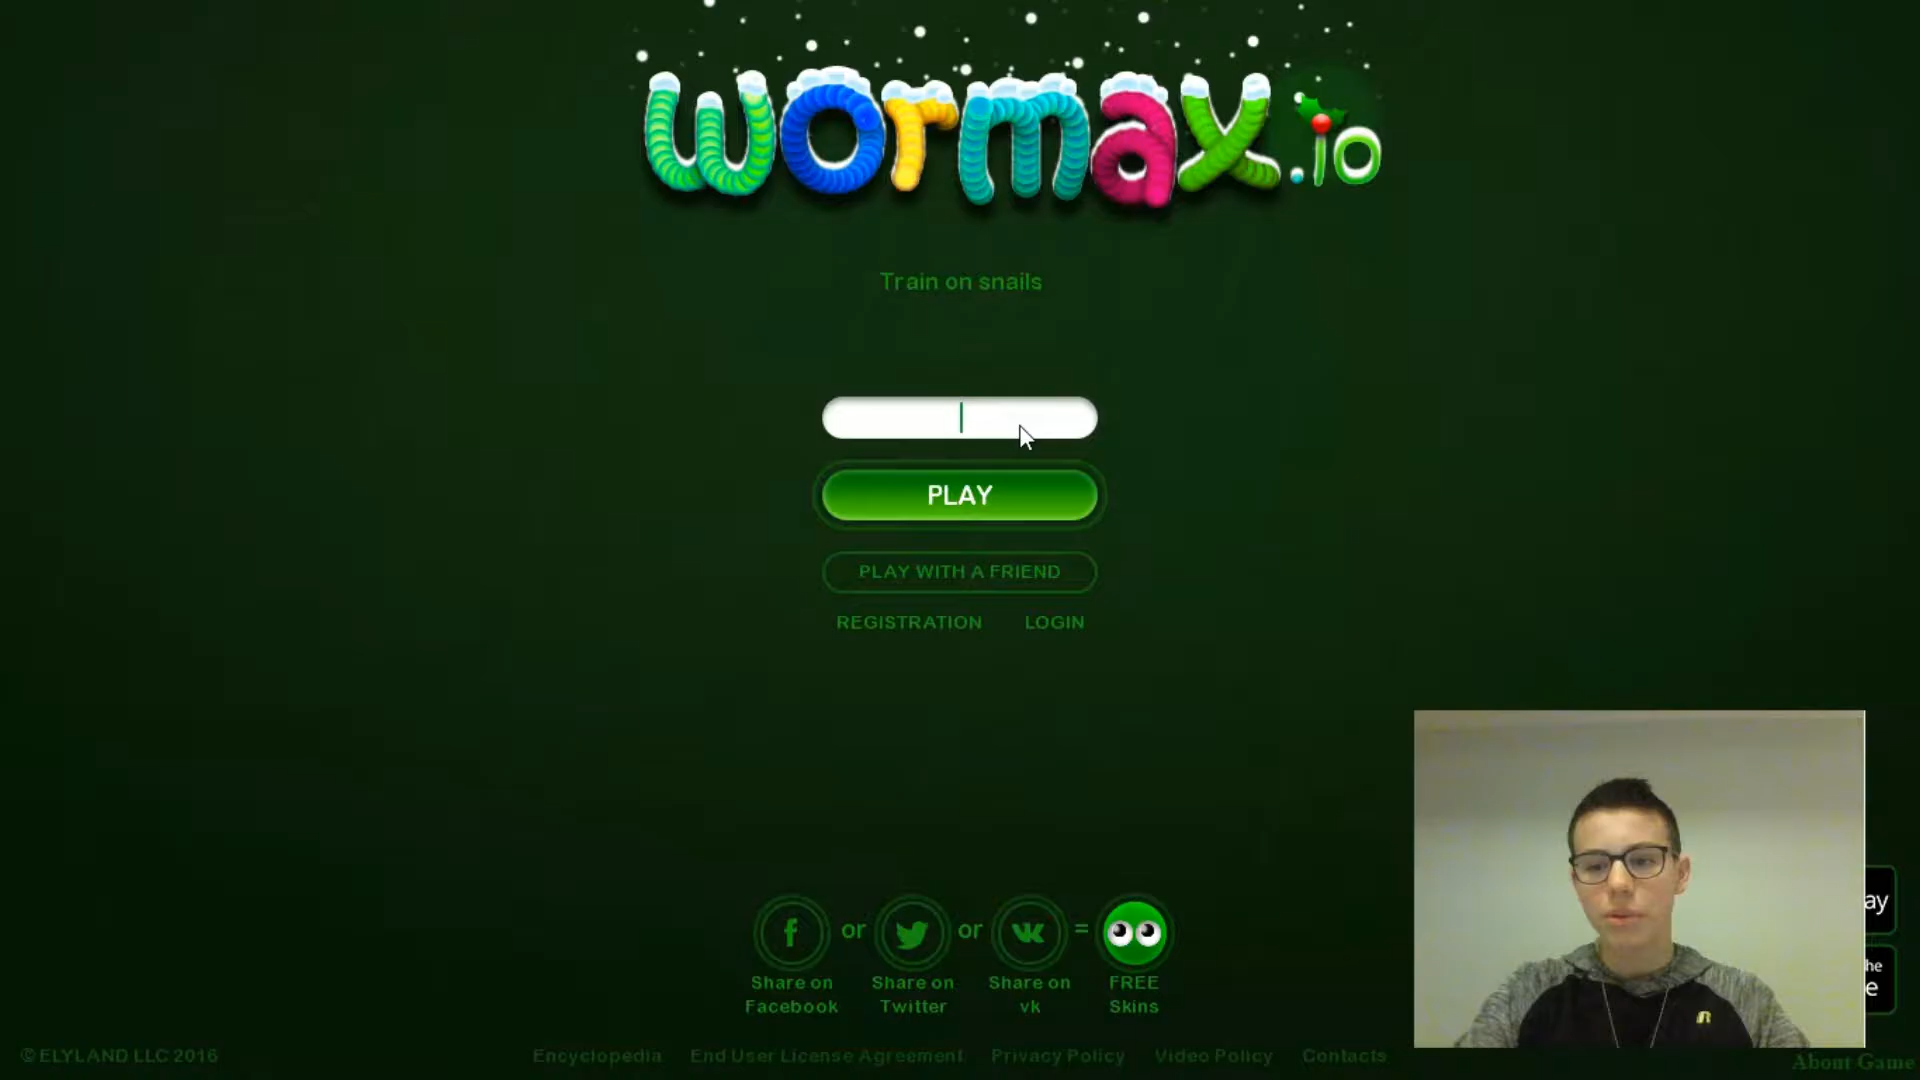 wormax.io
Train on snails
PLAY
PLAY WITH A FRIEND
REGISTRATION LOGIN
or or =
Share on Facebook
Share on Twitter
Share on vk
FREE Skins
ay
he
e
© ELYLAND LLC 2016 Encyclopedia End User License Agreement Privacy Policy Video Policy Contacts About Game